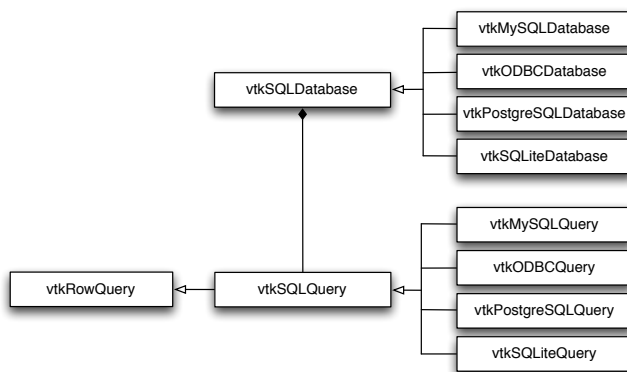 vtkMySQLDatabase
vtkSQLDatabase
vtkODBCDatabase
vtkPostgreSQLDatabase
vtkSQLiteDatabase
vtkMySQLQuery
vtkRowQuery
vtkSQLQuery
vtkODBCQuery
vtkPostgreSQLQuery
vtkSQLiteQuery